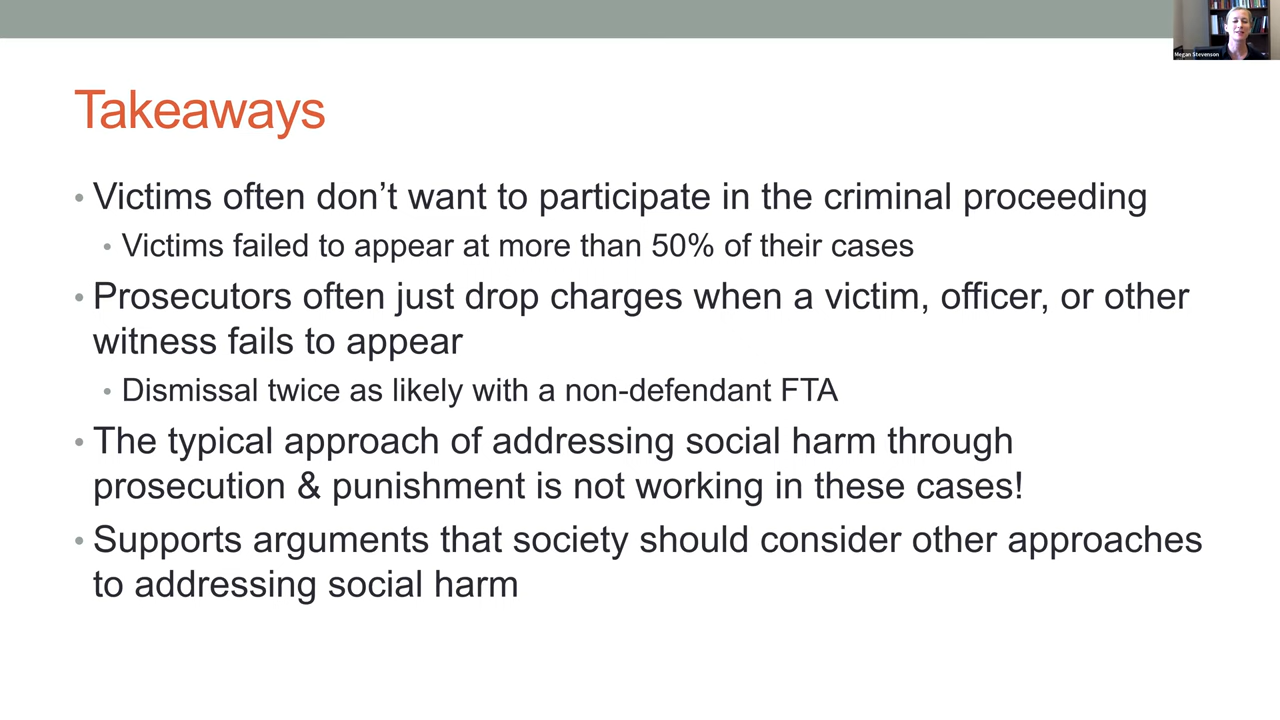 Megan Stevenson
Takeaways
• Victims often don’t want to participate in the criminal proceeding
• Victims failed to appear at more than 50% of their cases
• Prosecutors often just drop charges when a victim, officer, or other
witness fails to appear
• Dismissal twice as likely with a non-defendant FTA
• The typical approach of addressing social harm through
prosecution & punishment is not working in these cases!
• Supports arguments that society should consider other approaches
to addressing social harm